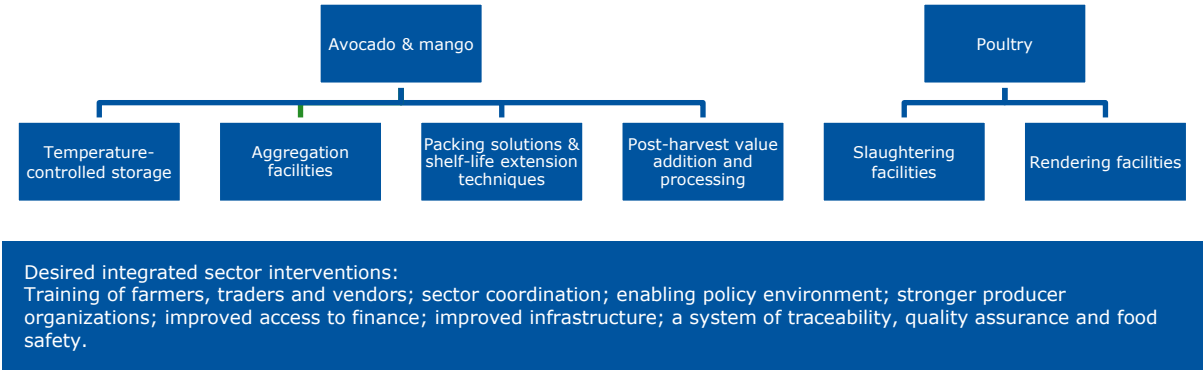 Avocado & mango
Poultry
Temperature-
controlled storage
Aggregation
facilities
Packing solutions &
shelf-life extension
techniques
Post-harvest value
addition and
processing
Slaughtering
facilities
Rendering facilities
Desired integrated sector interventions:
Training of farmers, traders and vendors; sector coordination; enabling policy environment; stronger producer
organizations; improved access to finance; improved infrastructure; a system of traceability, quality assurance and food
safety.